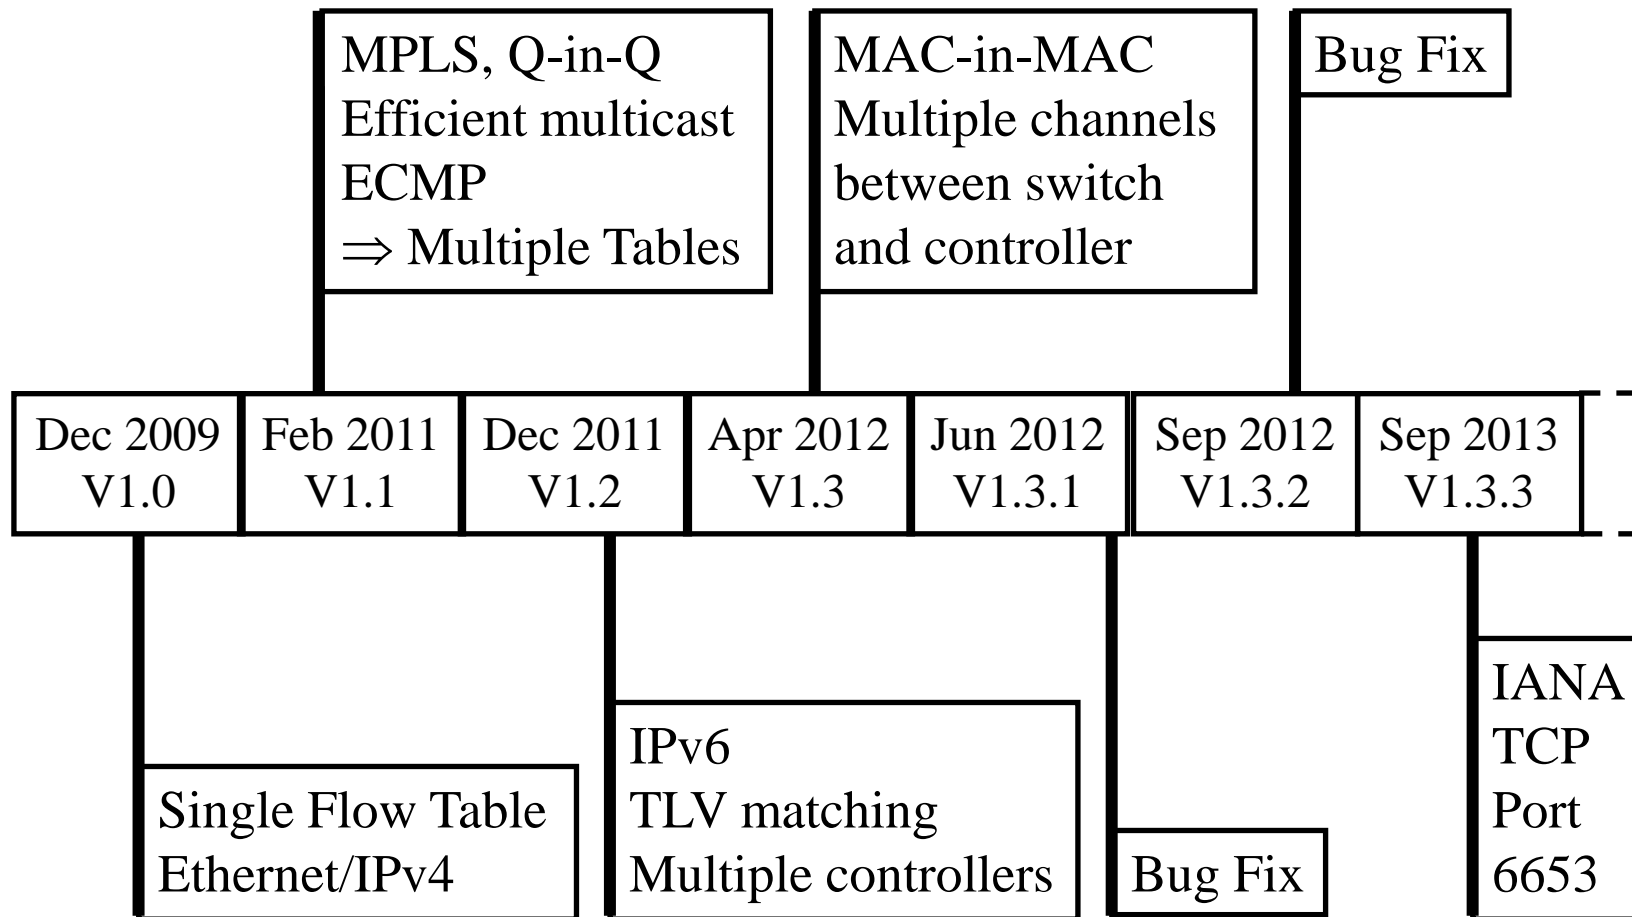 MPLS, Q-in-Q
Efficient multicast
ECMP
⇒ Multiple Tables
MAC-in-MAC
Multiple channels
between switch
and controller
Bug Fix
Dec 2009
V1.0
Feb 2011
V1.1
Dec 2011
V1.2
Apr 2012
V1.3
Jun 2012
V1.3.1
Sep 2012
V1.3.2
Sep 2013
V1.3.3
Single Flow Table
Ethernet/IPv4
IPv6
TLV matching
Multiple controllers
Bug Fix
IANA
TCP
Port
6653